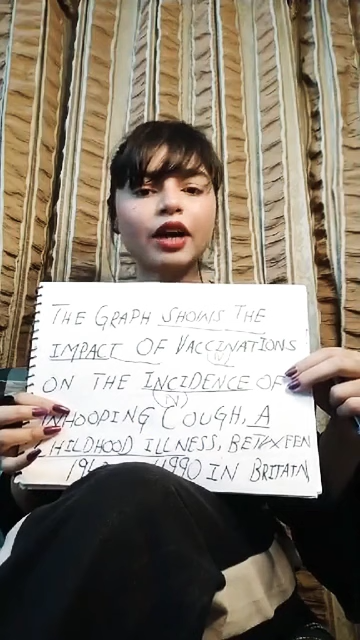 THE GRAPH SHOWS THE
IMPACT OF VACCINATIONS
ON THE INCIDENCE OF
(N)
WHOOPING COUGH, A
CHILDHOOD ILLNESS, BETWEEN
1990 IN BRITAIN